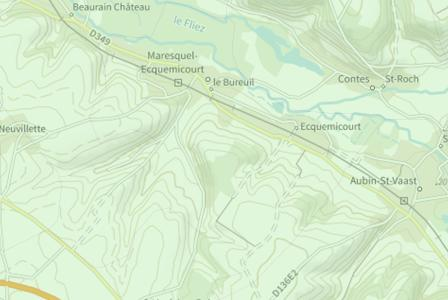 Beaurain Château
le Fliez
D349
Maresquel-
Ecquemicourt
le Bureuil
Contes
St-Roch
Neuvillette
Ecquemicourt
Aubin-St-Vaast
D136E2